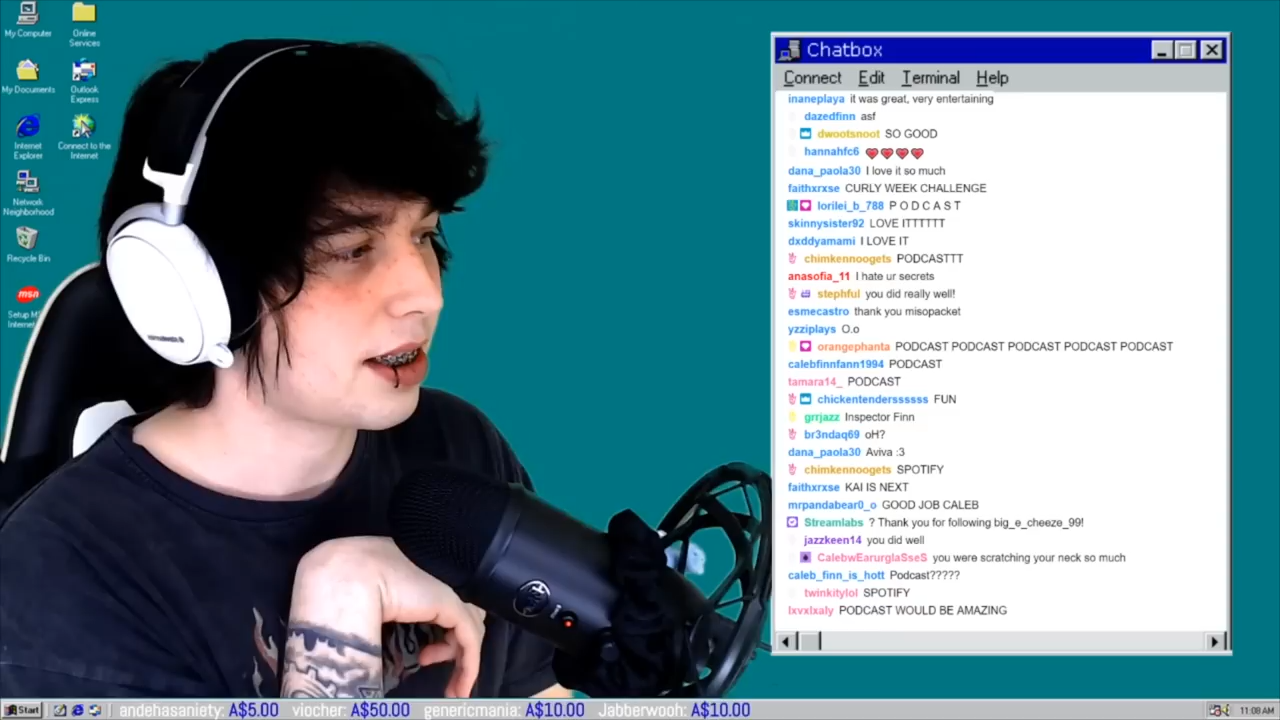 My Computer
Online Services
My Documents
Outlook Express
Internet Explorer
Connect to the Internet
Network Neighborhood
Recycle Bin
msn
Setup M
Internet
Chatbox
Connect Edit Terminal Help
inaneplaya it was great, very entertaining
dazedfinn asf
dwootsnoot SO GOOD
hannahfc6
dana_paola30 I love it so much
faithxrxse CURLY WEEK CHALLENGE
lorilei_b_788 P O D C A S T
skinnysister92 LOVE ITTTTTT
dxddyamami I LOVE IT
chimkennoogets PODCASTTT
anasofia_11 I hate ur secrets
stephful you did really well!
esmecastro thank you misopacket
yzziplays O.o
orangephanta PODCAST PODCAST PODCAST PODCAST PODCAST
calebfinnfann1994 PODCAST
tamara14_ PODCAST
chickentenderssssss FUN
grrjazz Inspector Finn
br3ndaq69 oH?
dana_paola30 Aviva :3
chimkennoogets SPOTIFY
faithxrxse KAI IS NEXT
mrpandabear0_o GOOD JOB CALEB
Streamlabs ? Thank you for following big_e_cheeze_99!
jazzkeen14 you did well
CalebwEarurglaSseS you were scratching your neck so much
caleb_finn_is_hott Podcast?????
twinkitylol SPOTIFY
lxvxlxaly PODCAST WOULD BE AMAZING
Start andehasaniety: A$5.00 viocher: A$50.00 genericmania: A$10.00 Jabberwooh: A$10.00 11:08 AM